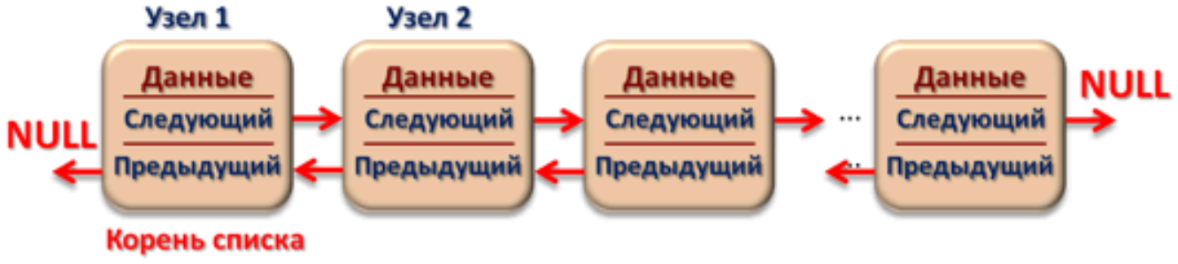 Узел 1 Узел 2
Данные Данные Данные Данные NULL
Следующий Следующий Следующий ... Следующий
NULL
Предыдущий Предыдущий Предыдущий ... Предыдущий
Корень списка